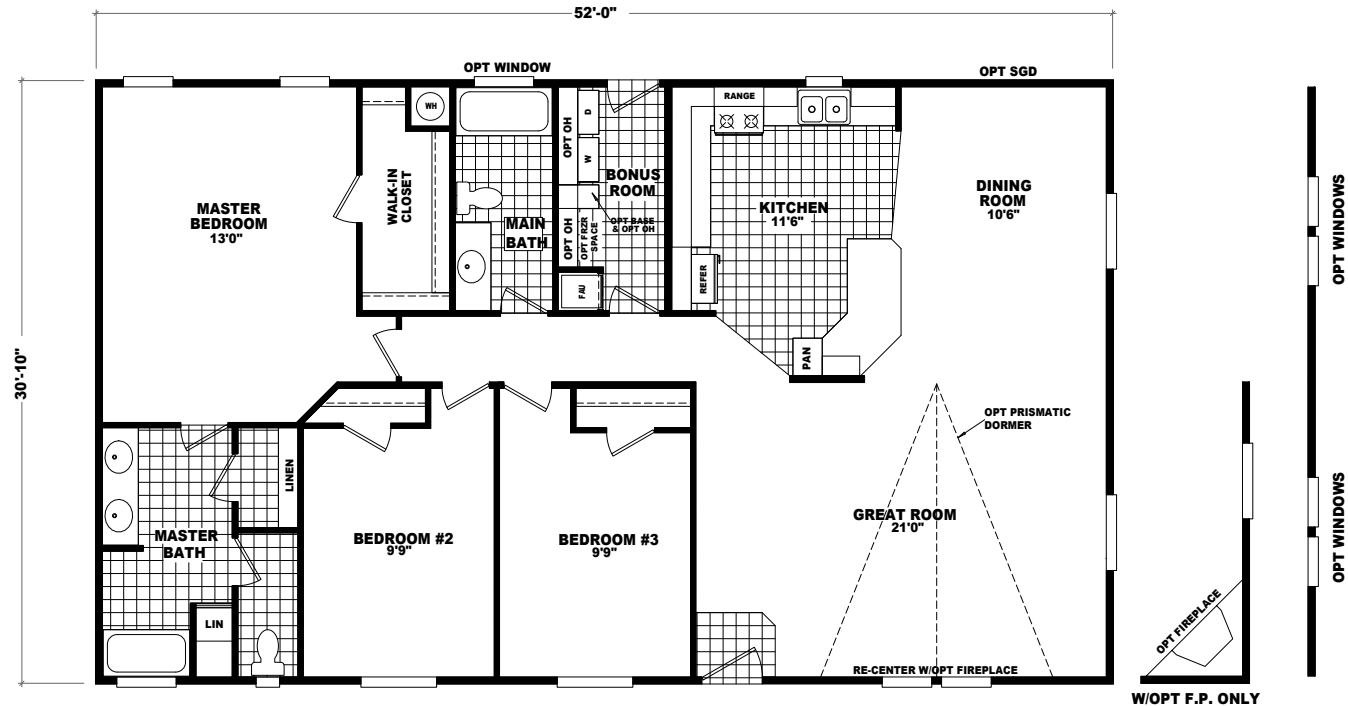 52'-0"
OPT WINDOW
OPT SGD
30'-10"
WH
RANGE
OPT OH
D
W
BONUS
ROOM
OPT BASE
& OPT OH
OPT OH
OPT FRZR
SPACE
FAU
WALK-IN
CLOSET
MASTER
BEDROOM
13'0"
MAIN
BATH
KITCHEN
11'6"
REFER
PAN
DINING
ROOM
10'6"
OPT WINDOWS
OPT PRISMATIC
DORMER
LINEN
MASTER
BATH
LIN
BEDROOM #2
9'9"
BEDROOM #3
9'9"
GREAT ROOM
21'0"
OPT WINDOWS
OPT FIREPLACE
RE-CENTER W/OPT FIREPLACE
W/OPT F.P. ONLY